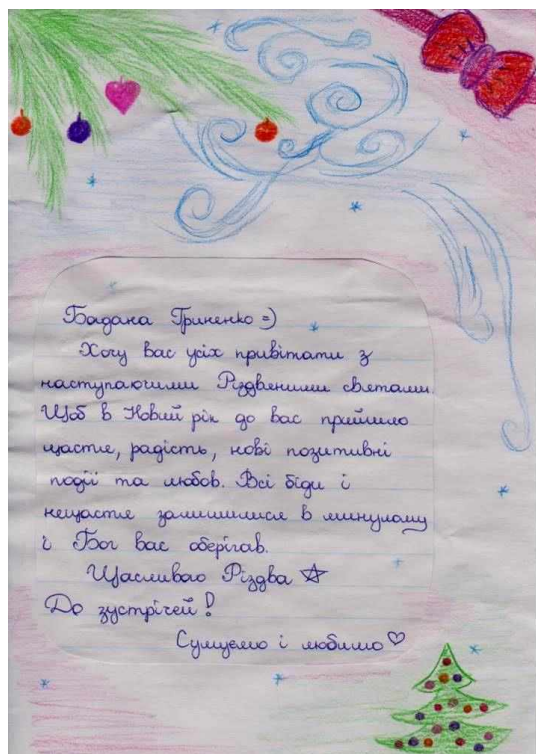 Богдана Гриненко =)
Хочу вас усіх привітати з
наступаючими Різдвяними святами.
Щоб в Новий рік до вас прийшло
щастя, радість, нові позитивні
події та любов. Всі біди і
нещастя залишилися в минулому
і Бог вас оберігав.
Щасливого Різдва ☆
До зустрічей!
Сумуємо і любимо ♡